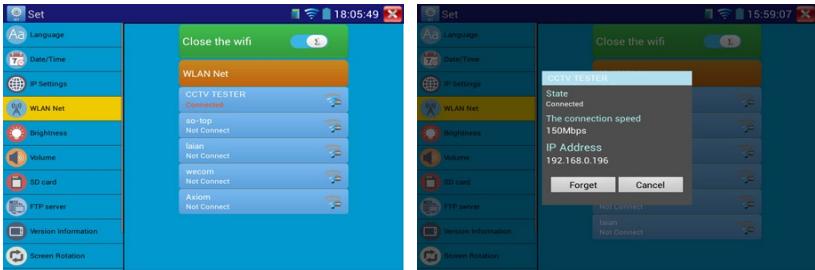 Set
18:05:49
Language
Date/Time
IP Settings
WLAN Net
Brightness
Volume
SD card
FTP server
Version Information
Screen Rotation
Close the wifi
WLAN Net
CCTV TESTER
Connected
so-top
Not Connect
laian
Not Connect
wecom
Not Connect
Axiom
Not Connect
Set
15:59:07
Language
Date/Time
IP Settings
WLAN Net
Brightness
Volume
SD card
FTP server
Version Information
Screen Rotation
Close the wifi
CCTV TESTER
State
Connected
The connection speed
150Mbps
IP Address
192.168.0.196
Forget Cancel
Not Connect
laian
Not Connect